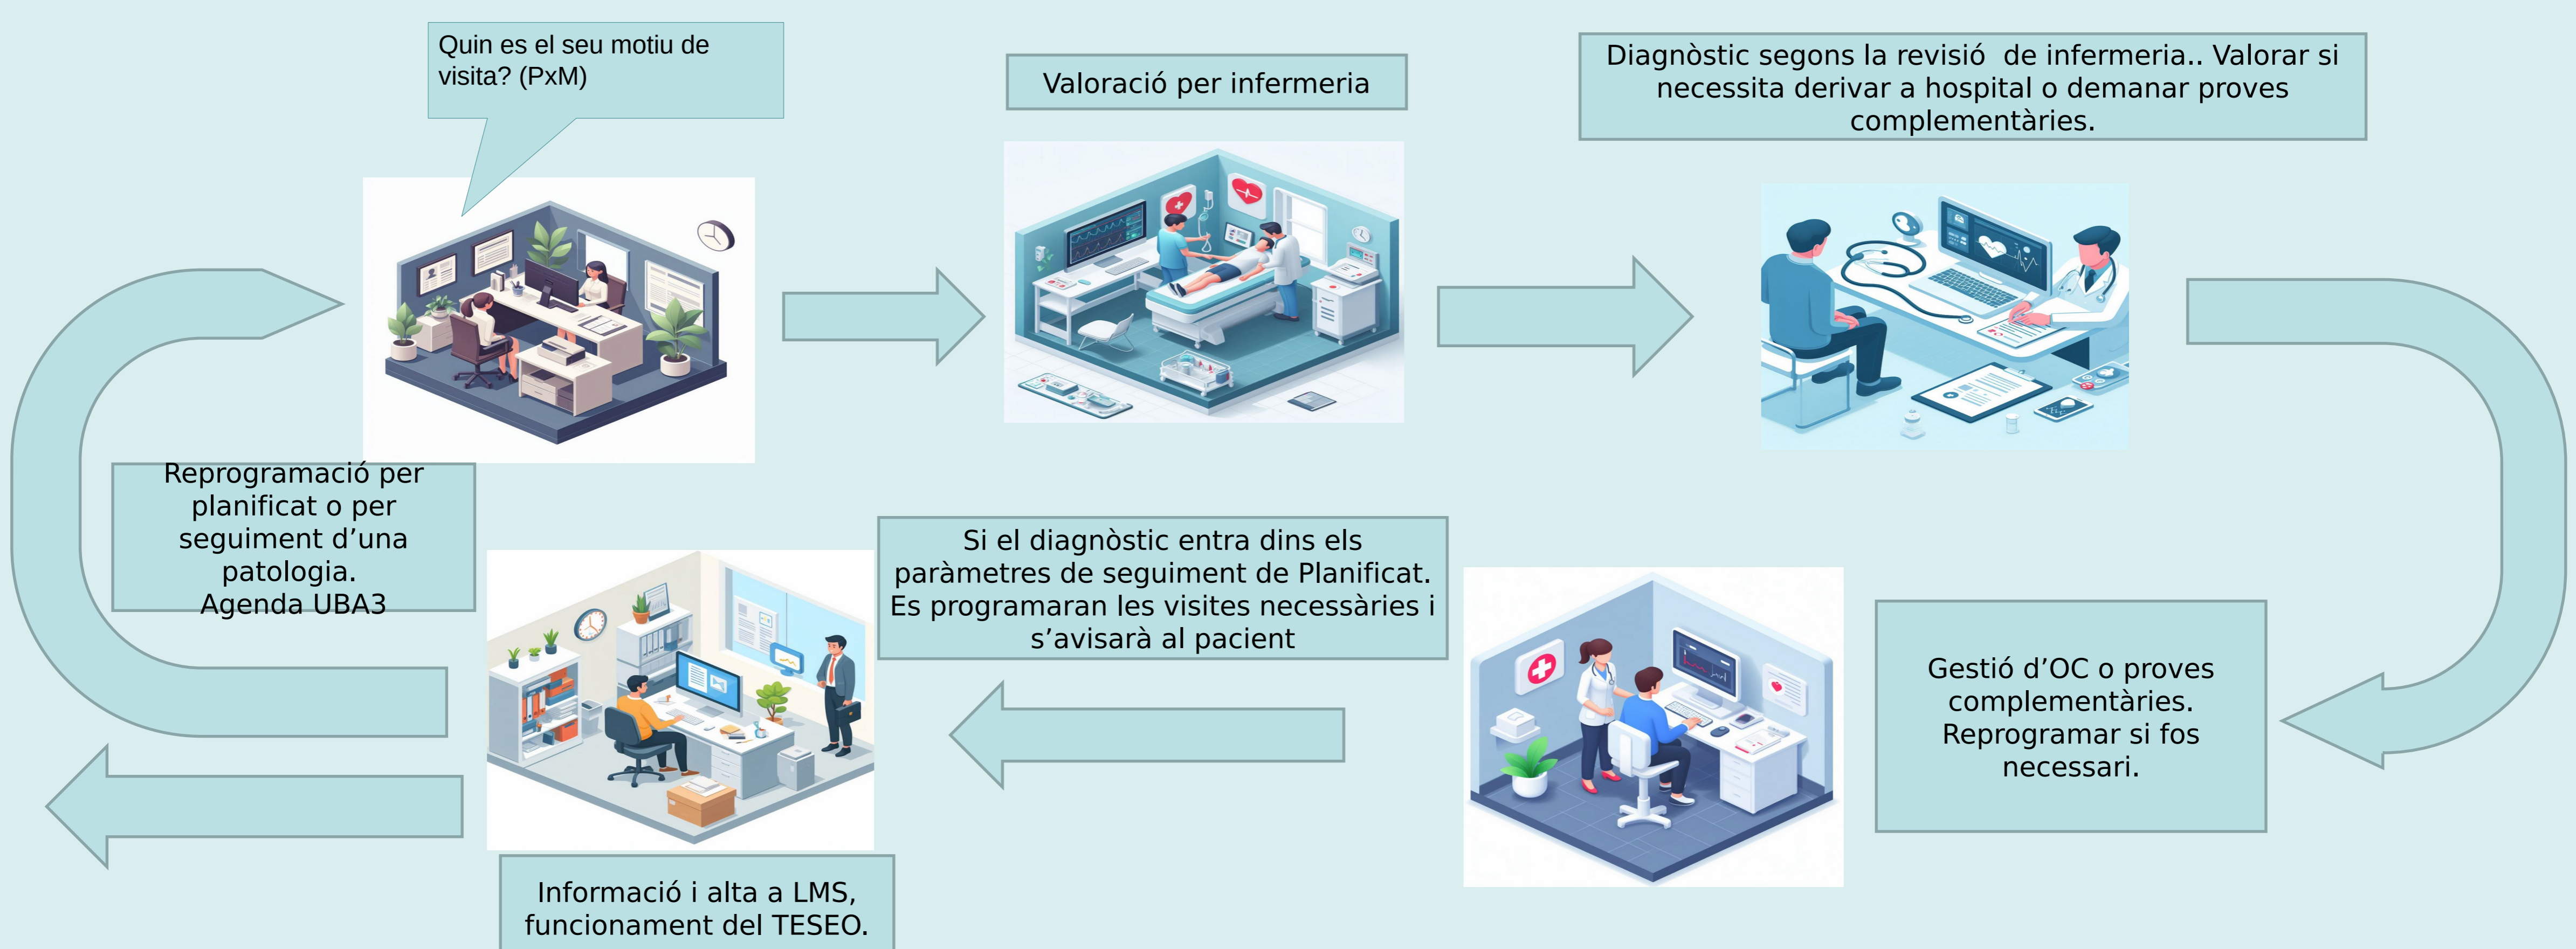 Quin es el seu motiu de
visita? (PxM)
Valoració per infermeria
Diagnòstic segons la revisió  de infermeria.. Valorar si
necessita derivar a hospital o demanar proves
complementàries.
Reprogramació per
planificat o per
seguiment d’una
patologia.
Agenda UBA3
Si el diagnòstic entra dins els
paràmetres de seguiment de Planificat.
Es programaran les visites necessàries i
s’avisarà al pacient
Gestió d’OC o proves
complementàries.
Reprogramar si fos
necessari.
Informació i alta a LMS,
funcionament del TESEO.